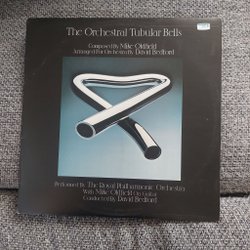 The Orchestral Tubular Bells
Composed By Mike Oldfield
Arranged For Orchestra By David Bedford
Performed By The Royal Philharmonic Orchestra
With Mike Oldfield On Guitar
Conducted By David Bedford